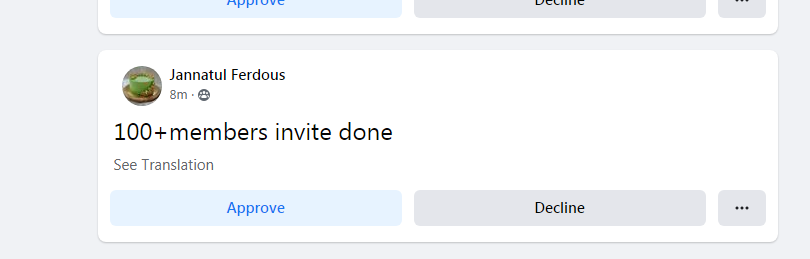 Approve
Decline
...
Jannatul Ferdous
8m ·
100+members invite done
See Translation
Approve
Decline
...